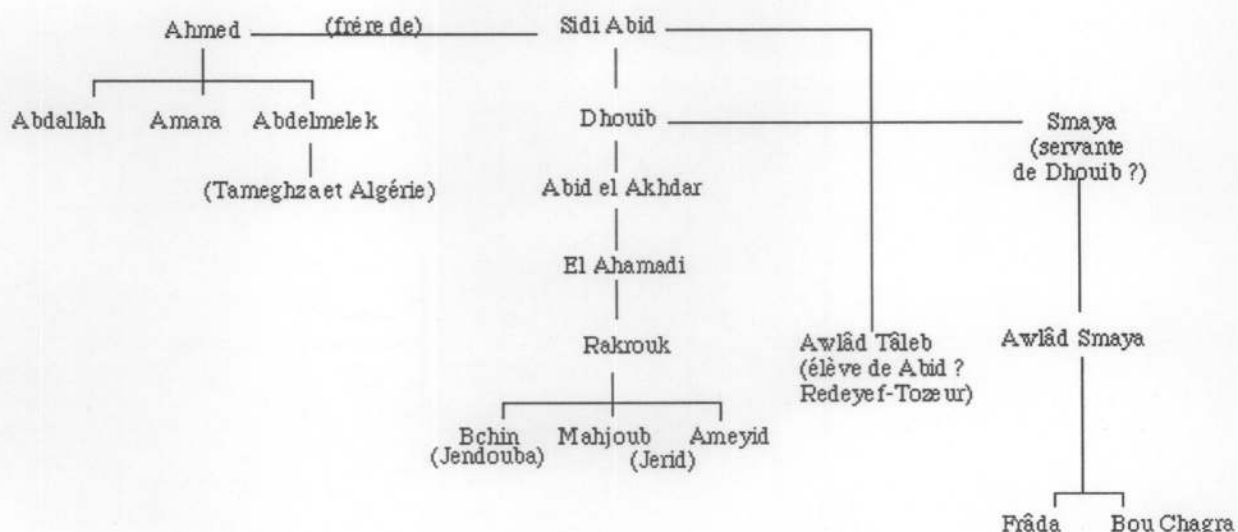 Ahmed (frére de) Sidi Abid
Abdallah Amara Abdelmelek Dhouib Smaya
(servante
de Dhouib ?)
(Tameghza et Algérie) Abid el Akhdar
El Ahamadi
Rakrouk Awlâd Tâleb Awlâd Smaya
(élève de Abid ?
Redeyef-Tozeur)
Bchin Mahjoub Ameyid
(Jendouba) (Jerid)
Frâda Bou Chagra